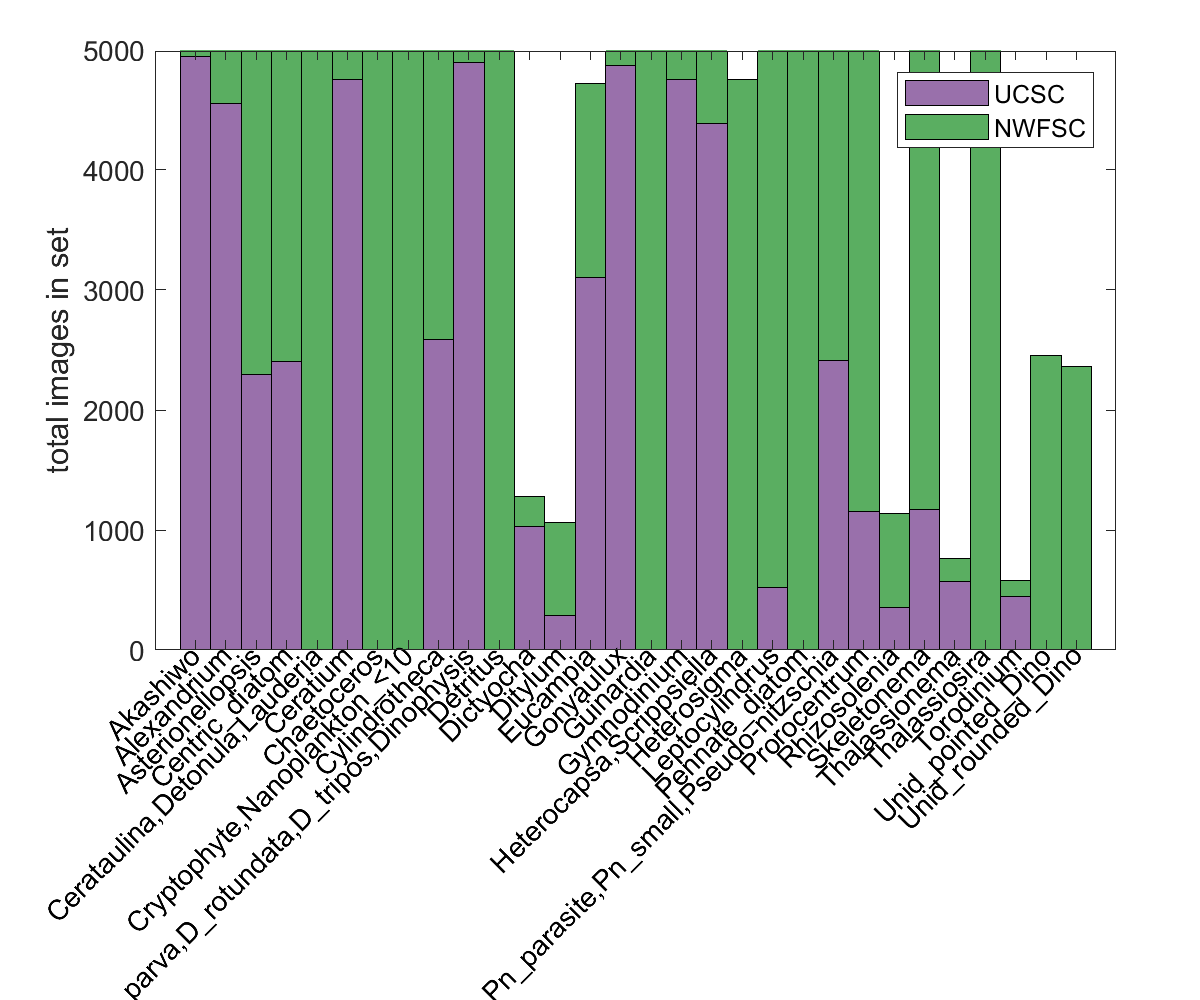 5000
4000
3000
2000
1000
0
total images in set
UCSC
NWFSC
Akashiwo
Alexandrium
Asterionellopsis
Centric_diatom
Cerataulina,Detonula,Lauderia
Ceratium
Chaetoceros
Cryptophyte,Nanoplankton_<10
Cylindrotheca
parva,D_rotundata,D_tripos,Dinophysis
Detritus
Dictyocha
Ditylum
Eucampia
Gonyaulux
Guinardia
Gymnodinium
Heterocapsa,Scrippsiella
Heterosigma
Leptocylindrus
Pennate_diatom
Pn_parasite,Pn_small,Pseudo-nitzschia
Prorocentrum
Rhizosolenia
Skeletonema
Thalassionema
Thalassiosira
Torodinium
Unid_pointed_Dino
Unid_rounded_Dino